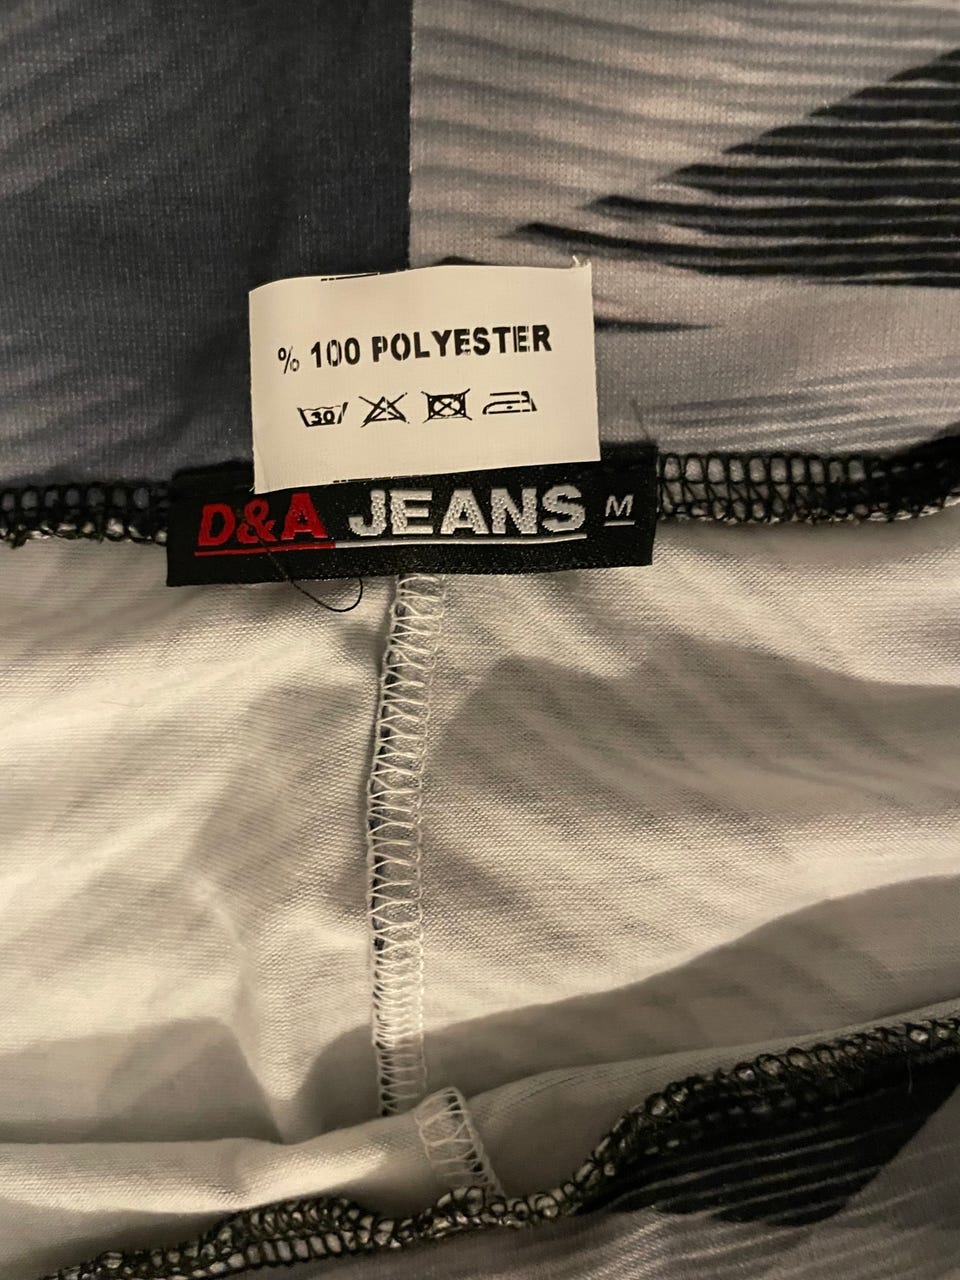 % 100 POLYESTER
30
D&A JEANS M